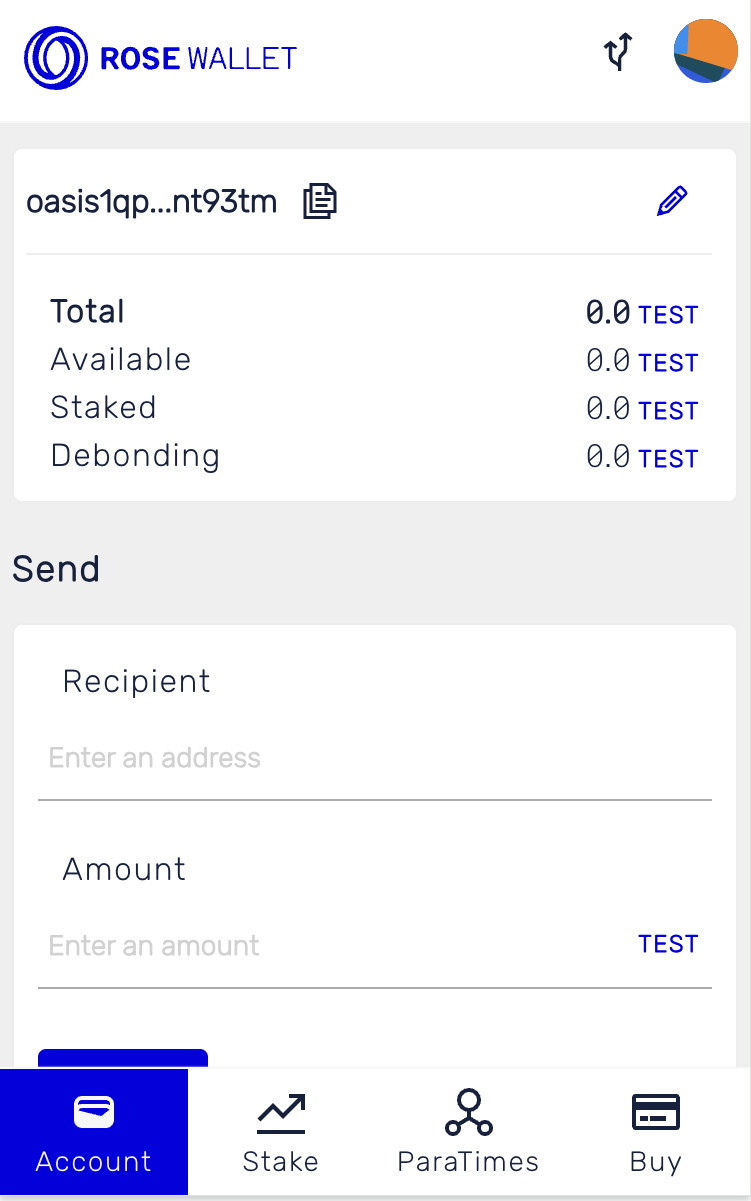 ROSE WALLET
oasis1qp...nt93tm
Total 0.0 TEST
Available 0.0 TEST
Staked 0.0 TEST
Debonding 0.0 TEST
Send
Recipient
Enter an address
Amount
Enter an amount TEST
Account Stake ParaTimes Buy